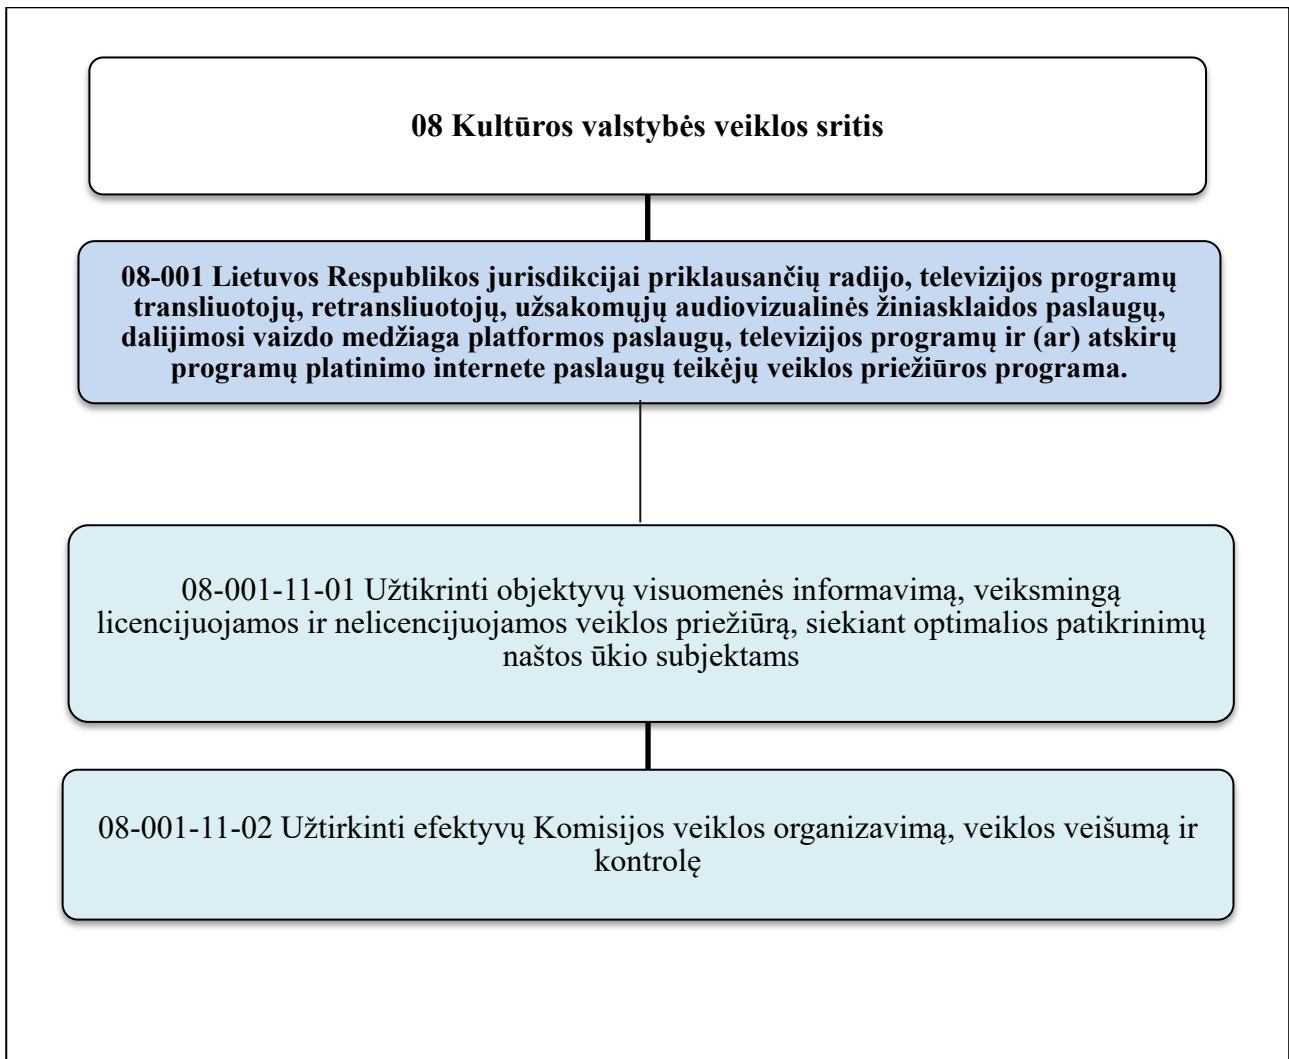 08 Kultūros valstybės veiklos sritis
08-001 Lietuvos Respublikos jurisdikcijai priklausančių radijo, televizijos programų
transliuotojų, retransliuotojų, užsakomųjų audiovizualinės žiniasklaidos paslaugų,
dalijimosi vaizdo medžiaga platformos paslaugų, televizijos programų ir (ar) atskirų
programų platinimo internete paslaugų teikėjų veiklos priežiūros programa.
08-001-11-01 Užtikrinti objektyvų visuomenės informavimą, veiksmingą
licencijuojamos ir nelicencijuojamos veiklos priežiūrą, siekiant optimalios patikrinimų
naštos ūkio subjektams
08-001-11-02 Užtirkinti efektyvų Komisijos veiklos organizavimą, veiklos veišumą ir
kontrolę